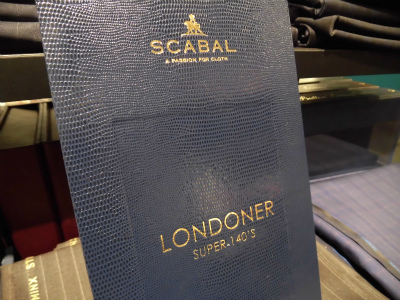 SCABAL
A PASSION FOR CLOTH
LONDONER
SUPER-140'S